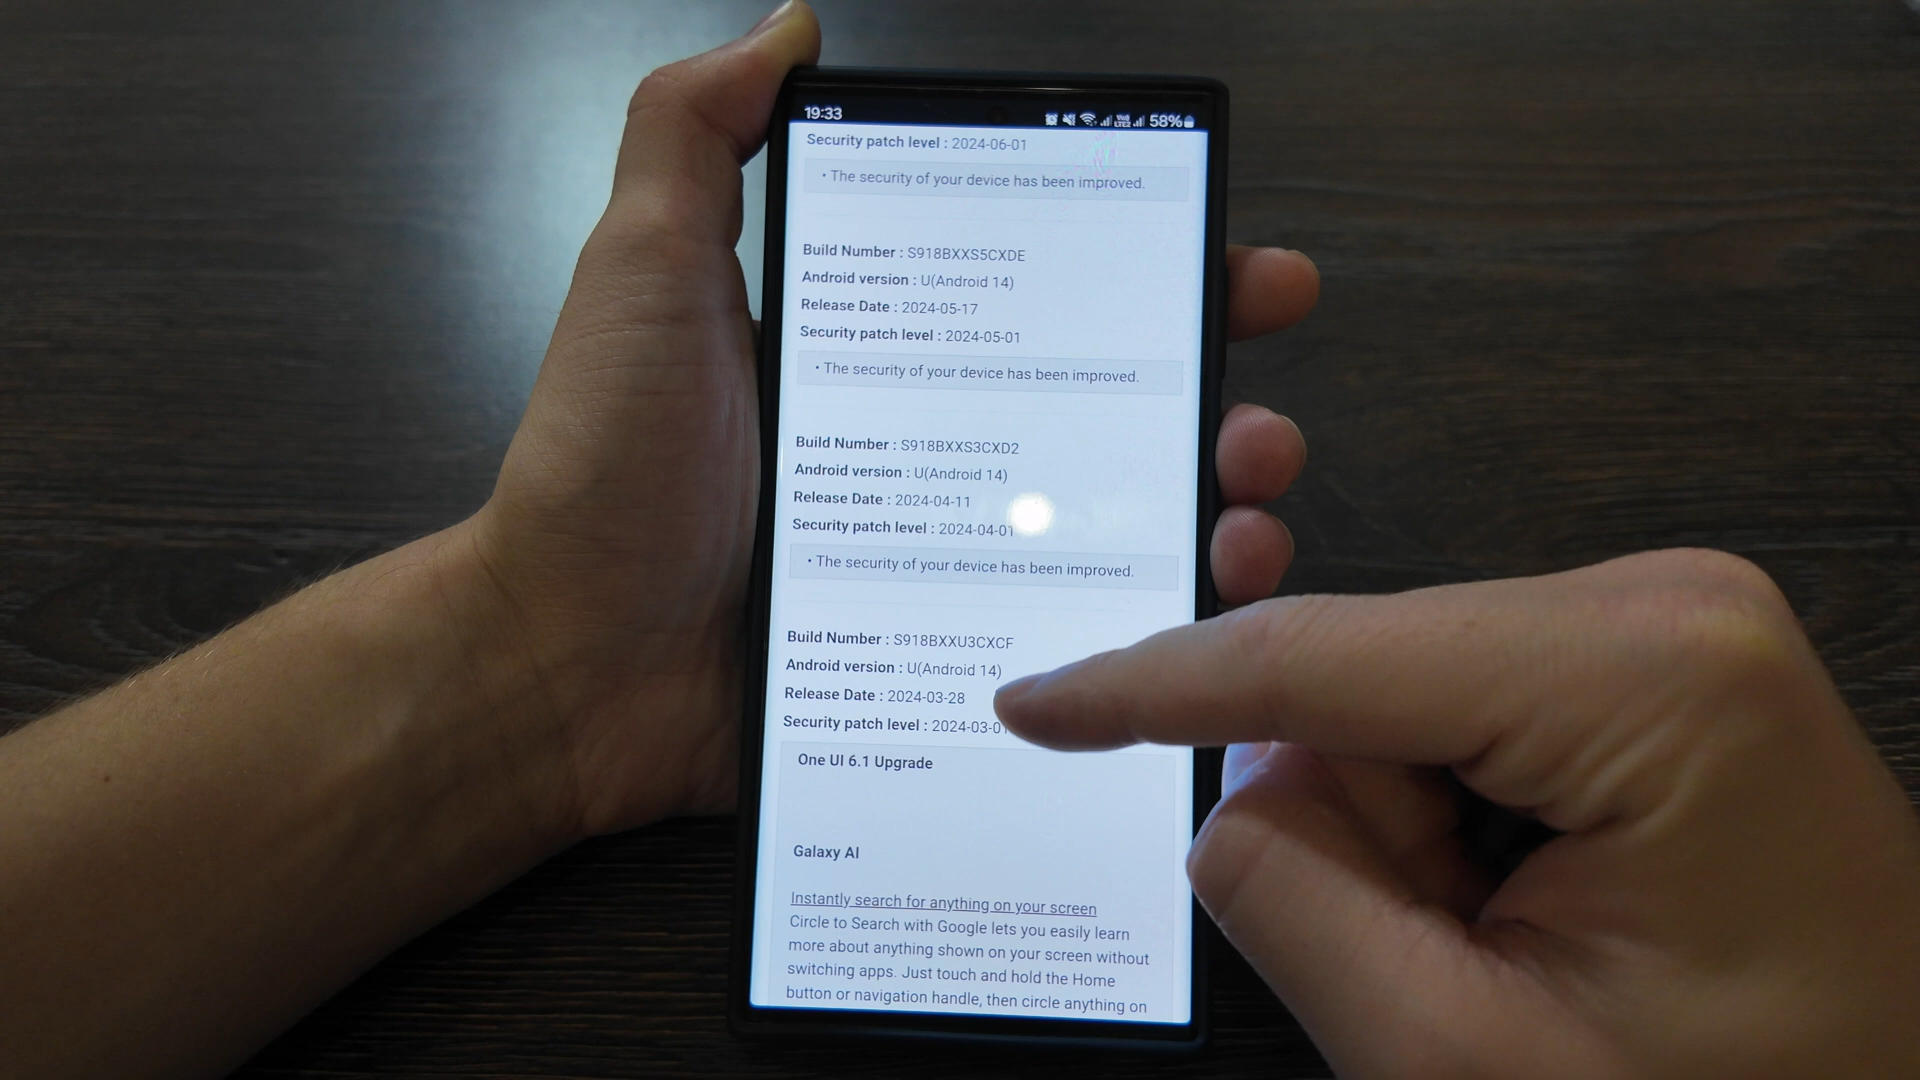 19:33 58%
Security patch level : 2024-06-01
• The security of your device has been improved.
Build Number : S918BXXS5CXDE
Android version : U(Android 14)
Release Date : 2024-05-17
Security patch level : 2024-05-01
• The security of your device has been improved.
Build Number : S918BXXS3CXD2
Android version : U(Android 14)
Release Date : 2024-04-11
Security patch level : 2024-04-01
• The security of your device has been improved.
Build Number : S918BXXU3CXCF
Android version : U(Android 14)
Release Date : 2024-03-28
Security patch level : 2024-03-01
One UI 6.1 Upgrade
Galaxy AI
Instantly search for anything on your screen
Circle to Search with Google lets you easily learn
more about anything shown on your screen without
switching apps. Just touch and hold the Home
button or navigation handle, then circle anything on